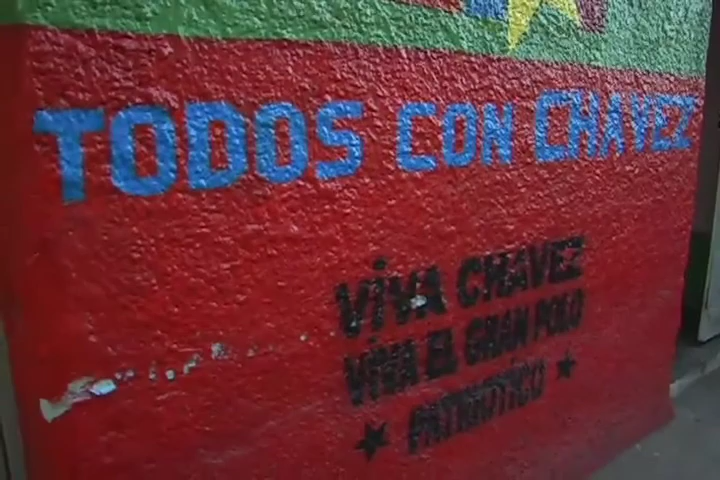 TODOS CON CHAVEZ
VIVA CHAVEZ
VIVA EL GRAN POLO
PATRIOTICO